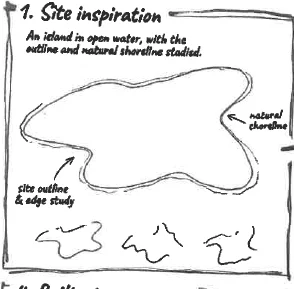 1. Site inspiration
An island in open water, with the
outline and natural shoreline studied.
natural
shoreline
site outline
& edge study